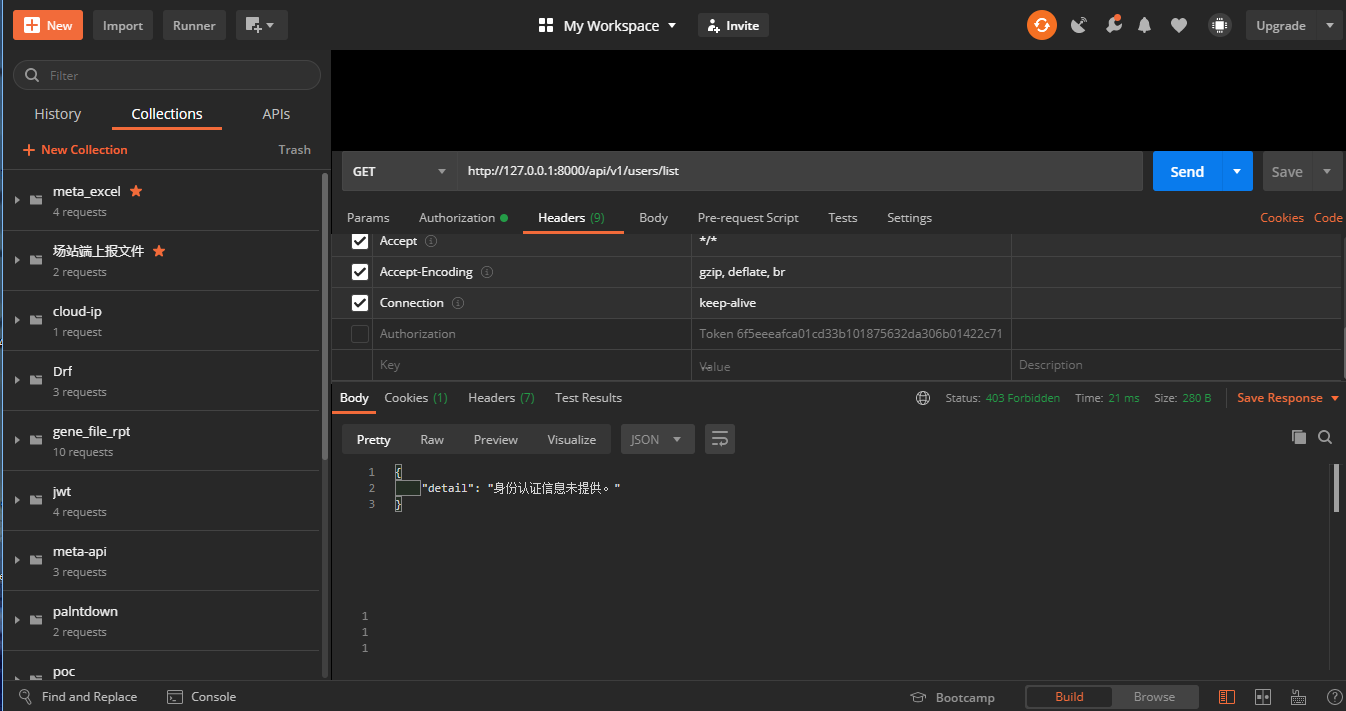 New Import Runner My Workspace Invite Upgrade
Filter
History Collections APIs
New Collection Trash
meta_excel
4 requests
场站端上报文件
2 requests
cloud-ip
1 request
Drf
3 requests
gene_file_rpt
10 requests
jwt
4 requests
meta-api
3 requests
palntdown
2 requests
poc
GET http://127.0.0.1:8000/api/v1/users/list Send Save
Params Authorization Headers (9) Body Pre-request Script Tests Settings Cookies Code
Accept */*
Accept-Encoding gzip, deflate, br
Connection keep-alive
Authorization Token 6f5eeeafca01cd33b101875632da306b01422c71
Key Value Description
Body Cookies (1) Headers (7) Test Results Status: 403 Forbidden Time: 21 ms Size: 280 B Save Response
Pretty Raw Preview Visualize JSON
1 {
2 "detail": "身份认证信息未提供。"
3 }
1
1
1
Find and Replace Console Bootcamp Build Browse